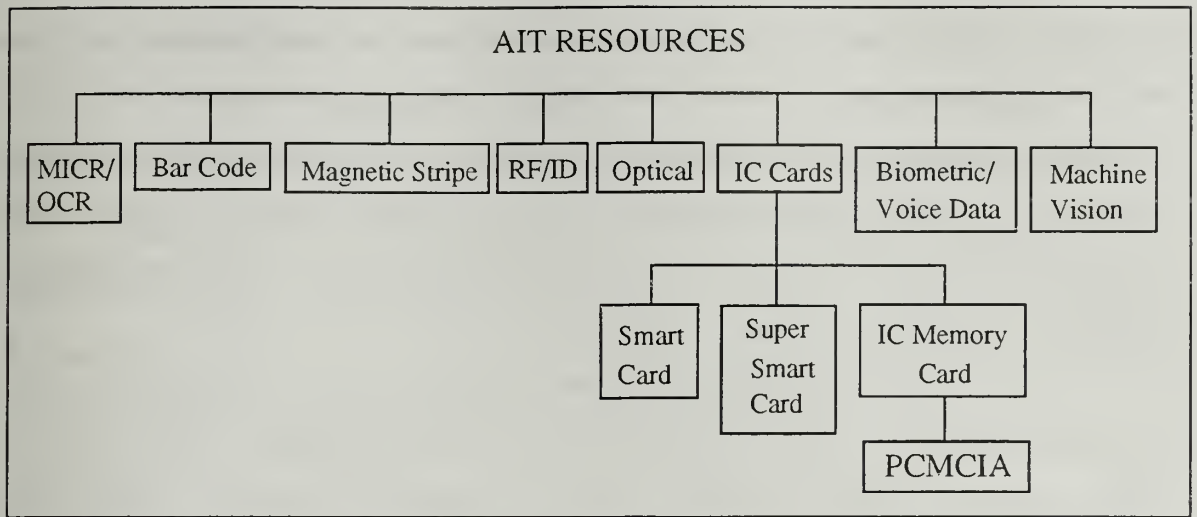 AIT RESOURCES
MICR/
OCR
Bar Code
Magnetic Stripe
RF/ID
Optical
IC Cards
Biometric/
Voice Data
Machine
Vision
Smart
Card
Super
Smart
Card
IC Memory
Card
PCMCIA